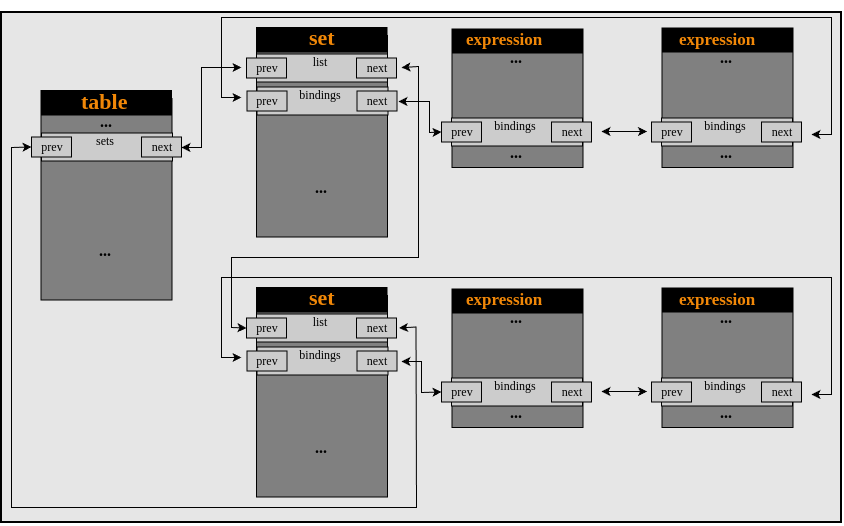 table
...
prev sets next
...
set
prev list next
prev bindings next
...
expression
...
prev bindings next
...
expression
...
prev bindings next
...
set
prev list next
prev bindings next
...
expression
...
prev bindings next
...
expression
...
prev bindings next
...